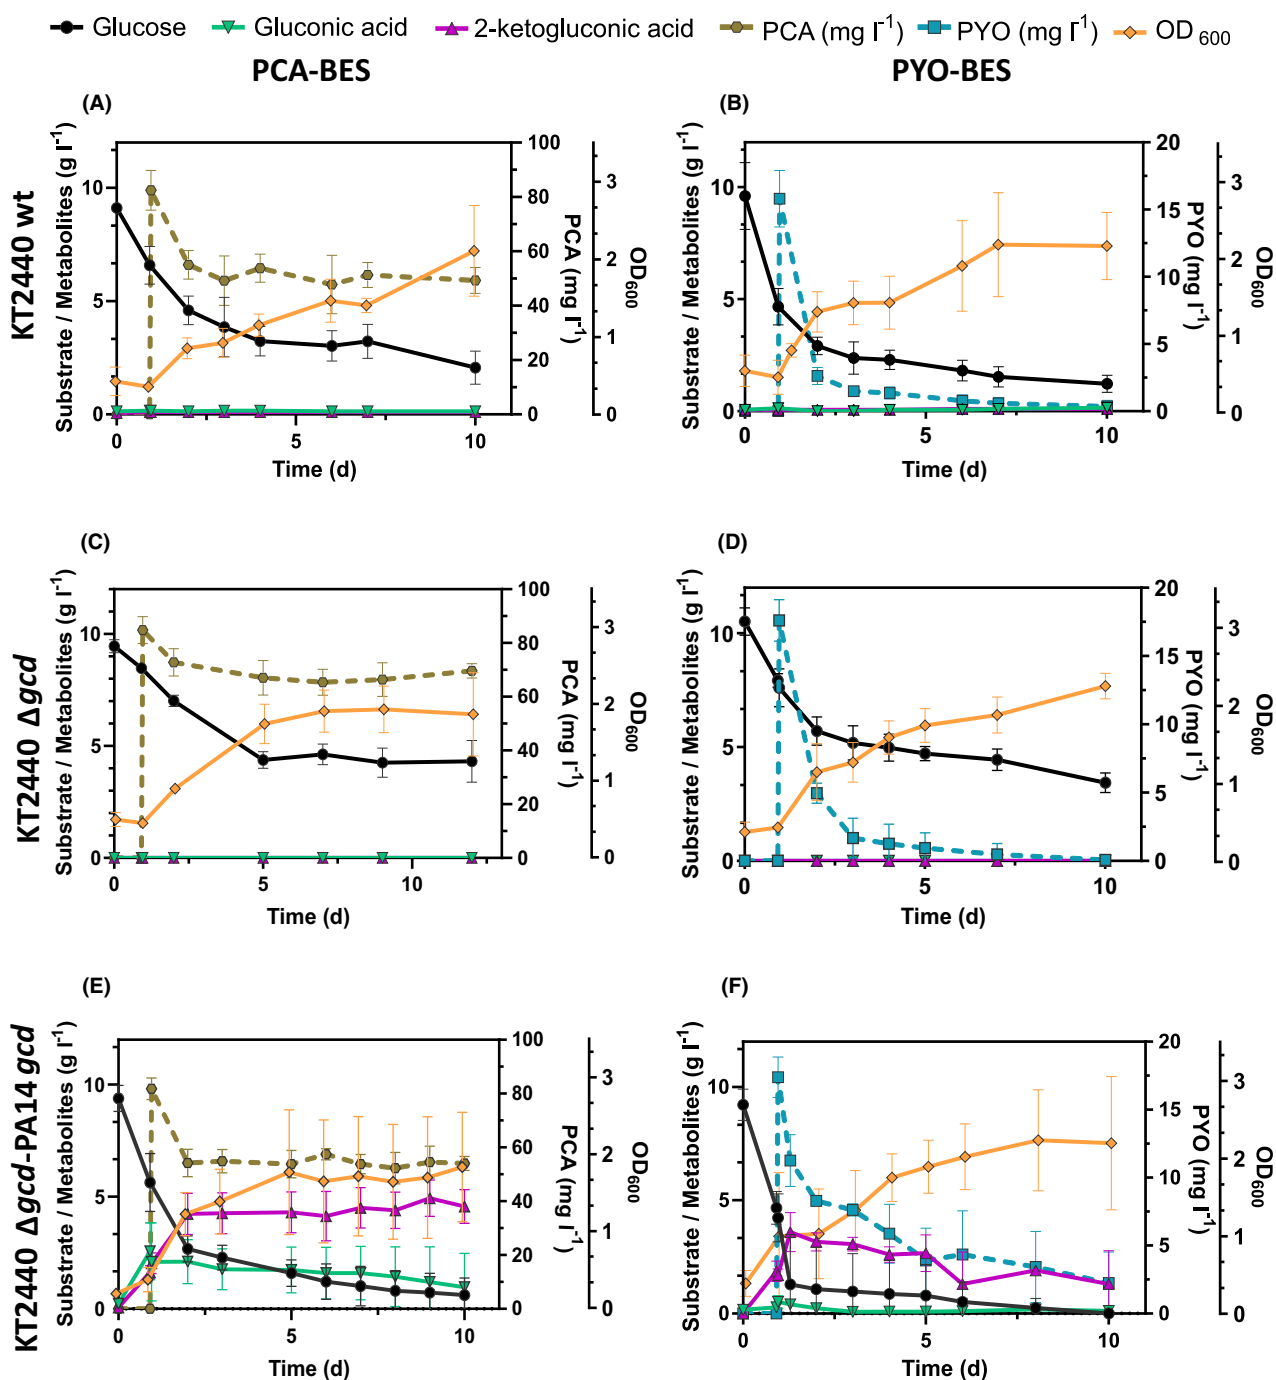 Glucose Gluconic acid 2-ketogluconic acid PCA (mg l⁻¹) PYO (mg l⁻¹) OD 600
PCA-BES PYO-BES
KT2440 wt
(A)
Substrate / Metabolites (g l⁻¹)
10
5
0
0 5 10
Time (d)
100
80
60
40
20
0
PCA (mg l⁻¹)
3
2
1
0
OD600
(B)
Substrate / Metabolites (g l⁻¹)
10
5
0
0 5 10
Time (d)
20
15
10
5
0
PYO (mg l⁻¹)
3
2
1
0
OD600
KT2440 Δgcd
(C)
Substrate / Metabolites (g l⁻¹)
10
5
0
0 5 10
Time (d)
100
80
60
40
20
0
PCA (mg l⁻¹)
3
2
1
0
OD600
(D)
Substrate / Metabolites (g l⁻¹)
10
5
0
0 5 10
Time (d)
20
15
10
5
0
PYO (mg l⁻¹)
3
2
1
0
OD600
KT2440 Δgcd-PA14 gcd
(E)
Substrate / Metabolites (g l⁻¹)
10
5
0
0 5 10
Time (d)
100
80
60
40
20
0
PCA (mg l⁻¹)
3
2
1
0
OD600
(F)
Substrate / Metabolites (g l⁻¹)
10
5
0
0 5 10
Time (d)
20
15
10
5
0
PYO (mg l⁻¹)
3
2
1
0
OD600